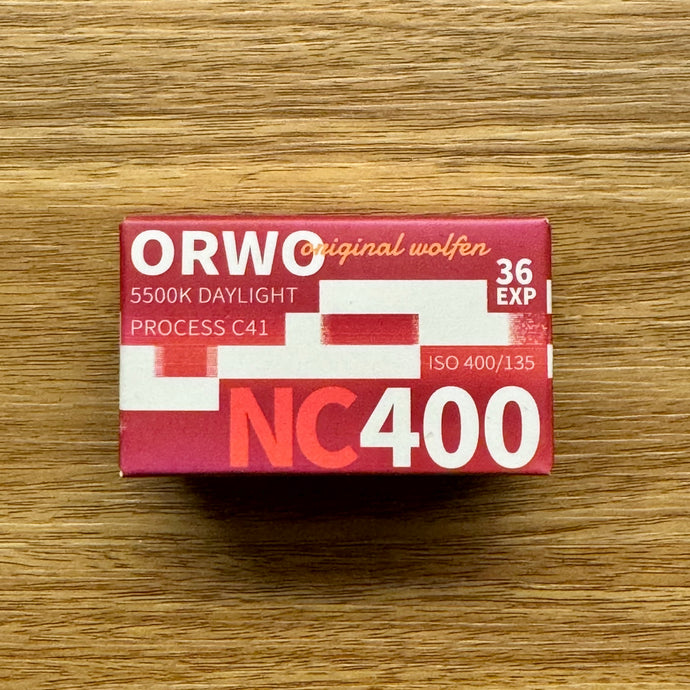 ORWO original wolfen
5500K DAYLIGHT
36
EXP
PROCESS C41
ISO 400/135
NC400